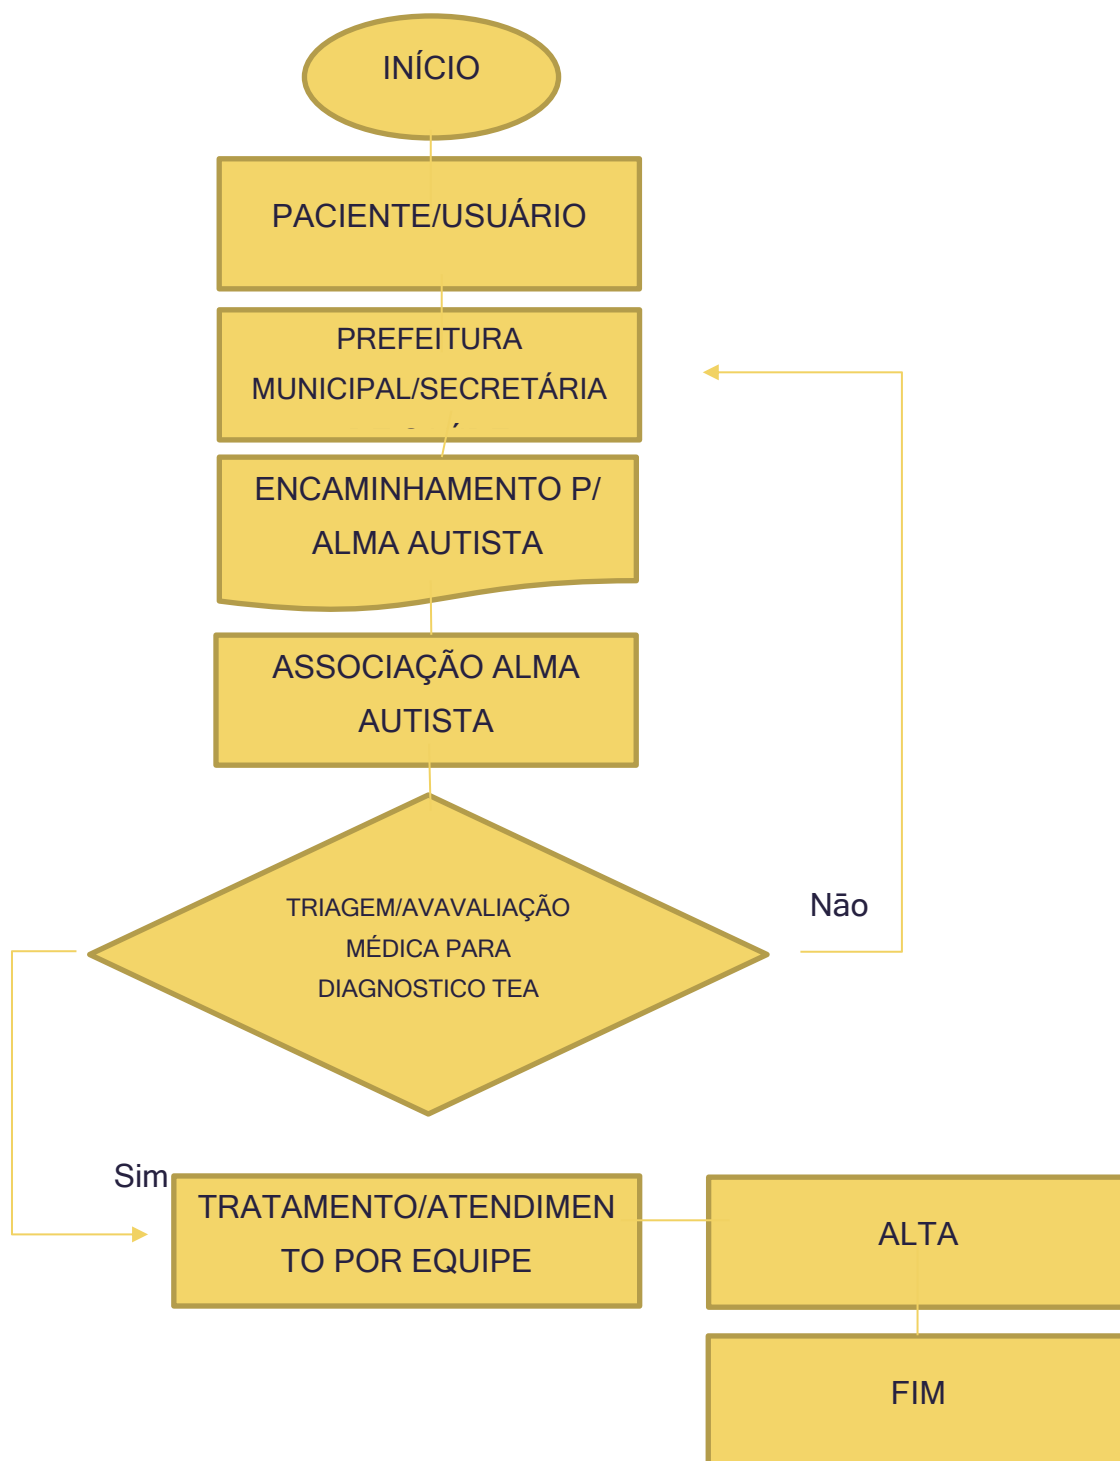 INÍCIO
PACIENTE/USUÁRIO
PREFEITURA
MUNICIPAL/SECRETÁRIA
ENCAMINHAMENTO P/
ALMA AUTISTA
ASSOCIAÇÃO ALMA
AUTISTA
TRIAGEM/AVAVALIAÇÃO
MÉDICA PARA
DIAGNOSTICO TEA
Não
Sim
TRATAMENTO/ATENDIMEN
TO POR EQUIPE
ALTA
FIM